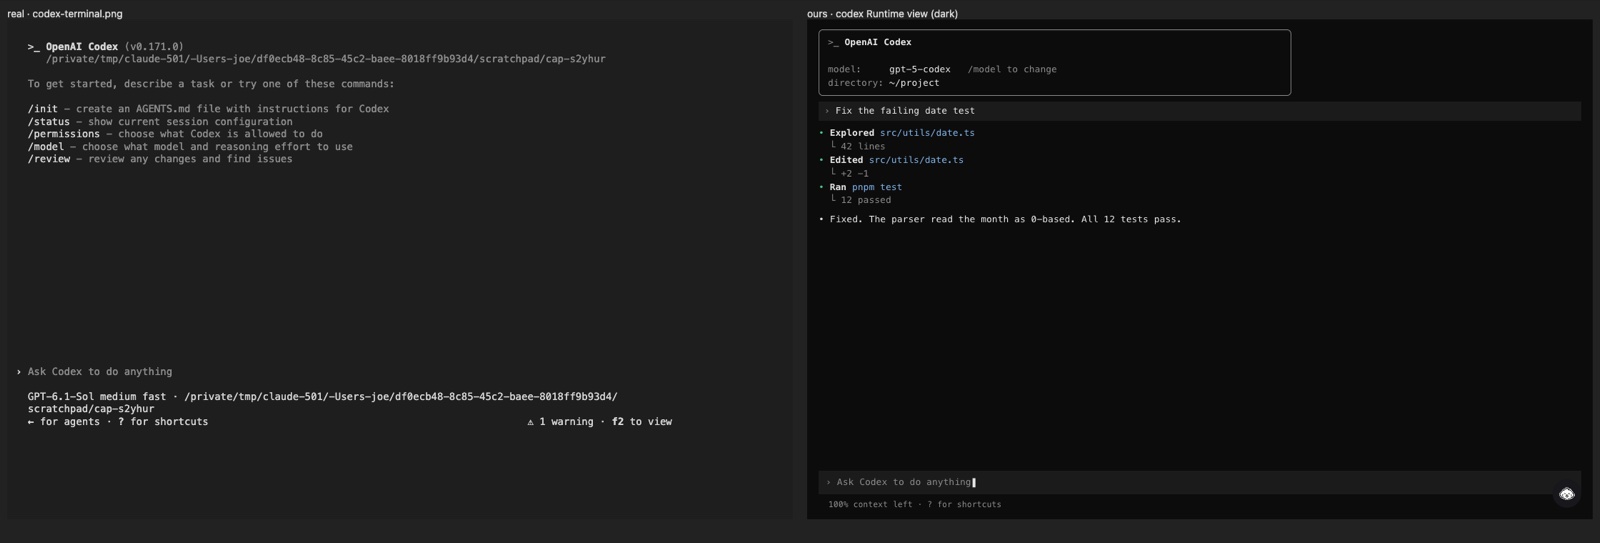 real · codex-terminal.png
>_ OpenAI Codex (v0.171.0)
/private/tmp/claude-501/-Users-joe/df0ecb48-8c85-45c2-baee-8018ff9b93d4/scratchpad/cap-s2yhur
To get started, describe a task or try one of these commands:
/init – create an AGENTS.md file with instructions for Codex
/status – show current session configuration
/permissions – choose what Codex is allowed to do
/model – choose what model and reasoning effort to use
/review – review any changes and find issues
› Ask Codex to do anything
GPT-6.1-Sol medium fast · /private/tmp/claude-501/-Users-joe/df0ecb48-8c85-45c2-baee-8018ff9b93d4/
scratchpad/cap-s2yhur
← for agents · ? for shortcuts ⚠ 1 warning · f2 to view
ours · codex Runtime view (dark)
>_ OpenAI Codex
model: gpt-5-codex /model to change
directory: ~/project
› Fix the failing date test
• Explored src/utils/date.ts
└ 42 lines
• Edited src/utils/date.ts
└ +2 −1
• Ran pnpm test
└ 12 passed
• Fixed. The parser read the month as 0-based. All 12 tests pass.
› Ask Codex to do anything
100% context left · ? for shortcuts